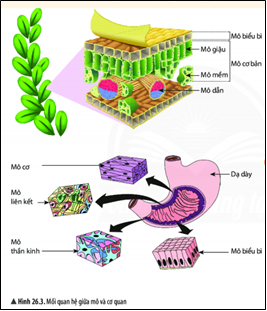 Mô biểu bì
Mô giậu
Mô cơ bản
Mô mềm
Mô dẫn
Mô cơ
Dạ dày
Mô
liên kết
Mô
thần kinh
Mô biểu bì
▲ Hình 26.3. Mối quan hệ giữa mô và cơ quan